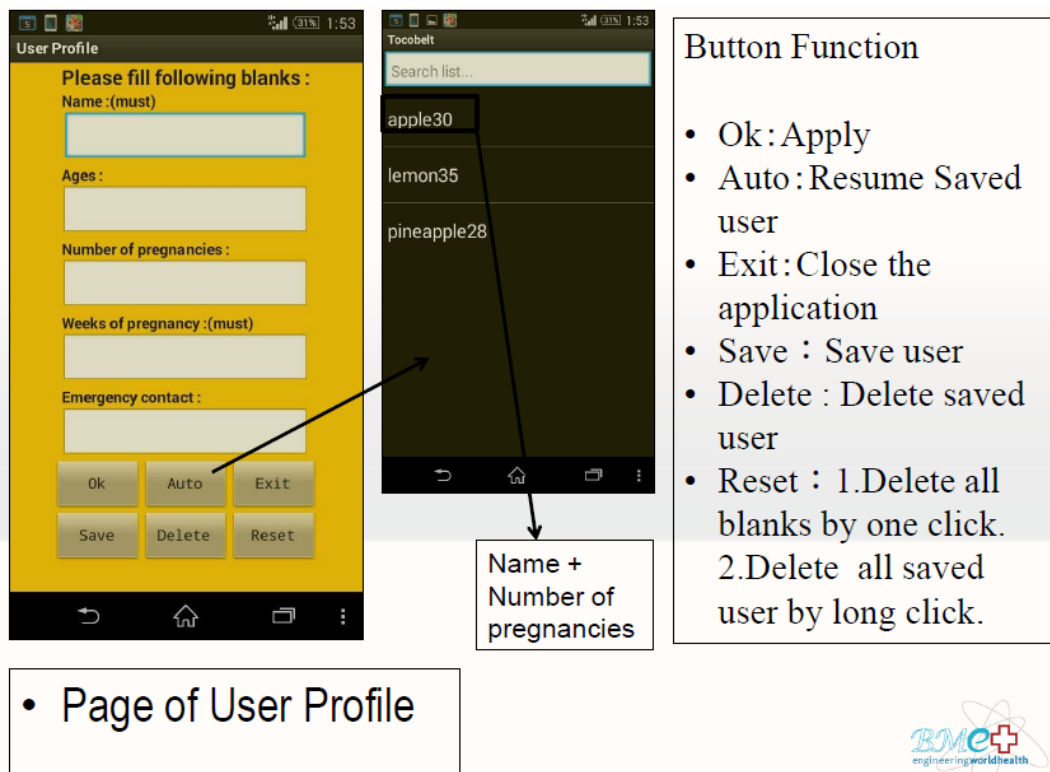 5
31% 1:53
User Profile
Please fill following blanks :
Name :(must)
Ages :
Number of pregnancies :
Weeks of pregnancy :(must)
Emergency contact :
Ok Auto Exit
Save Delete Reset
5
31% 1:53
Tocobelt
Search list...
apple30
lemon35
pineapple28
Name +
Number of
pregnancies
Button Function
• Ok:Apply
• Auto:Resume Saved
user
• Exit:Close the
application
• Save：Save user
• Delete : Delete saved
user
• Reset：1.Delete all
blanks by one click.
2.Delete all saved
user by long click.
• Page of User Profile
BMe
engineeringworldhealth